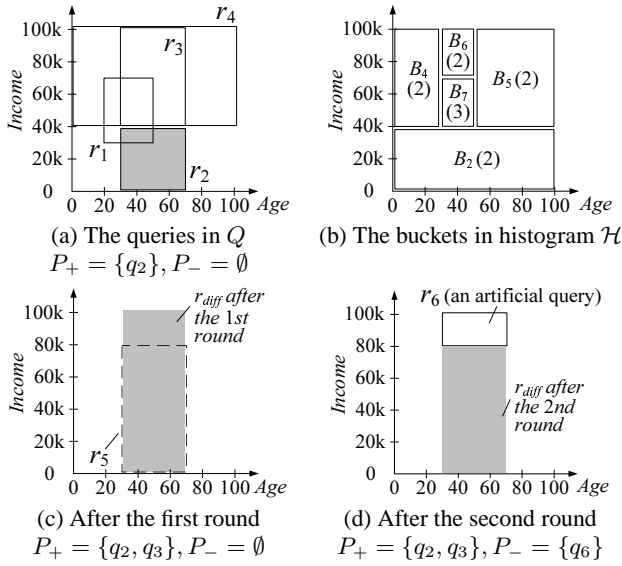 r4
100k
80k
60k
40k
20k
0
Income
r3
r1
r2
0 20 40 60 80 100 Age
(a) The queries in Q
P+ = {q2}, P− = ∅
100k
80k
60k
40k
20k
0
Income
B4
(2)
B6
(2)
B7
(3)
B5 (2)
B2 (2)
0 20 40 60 80 100 Age
(b) The buckets in histogram H
100k
80k
60k
40k
20k
0
Income
rdiff after
the 1st
round
r5
0 20 40 60 80 100 Age
(c) After the first round
P+ = {q2, q3}, P− = ∅
r6 (an artificial query)
100k
80k
60k
40k
20k
0
Income
rdiff after
the 2nd
round
0 20 40 60 80 100 Age
(d) After the second round
P+ = {q2, q3}, P− = {q6}